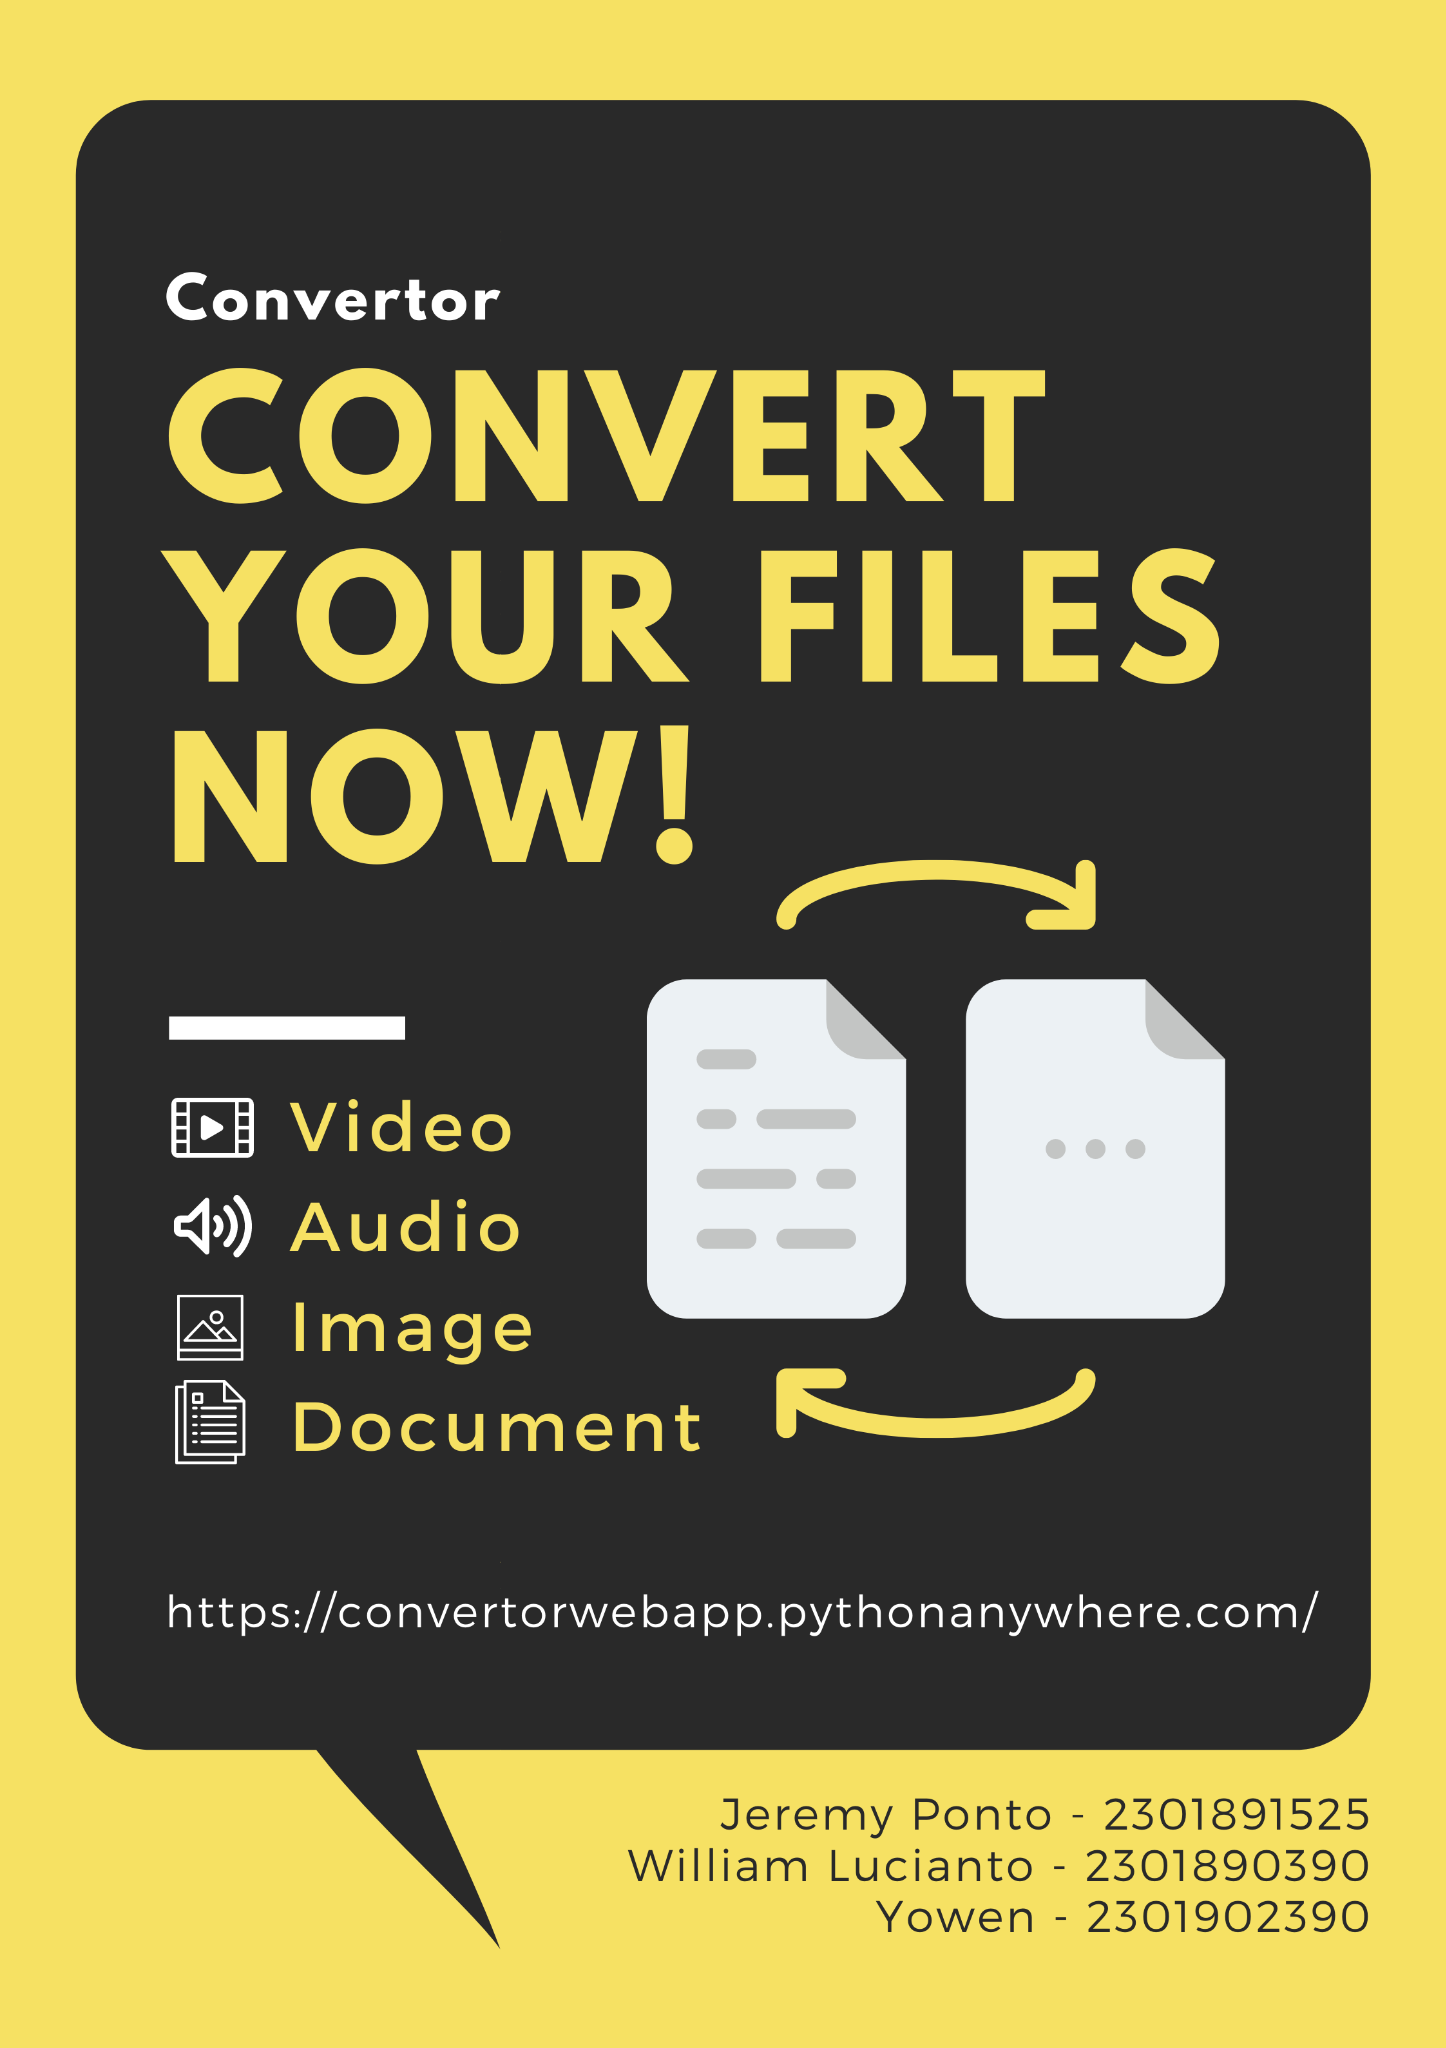 Convertor
CONVERT
YOUR FILES
NOW!
Video
Audio
Image
Document
https://convertorwebapp.pythonanywhere.com/
Jeremy Ponto - 2301891525
William Lucianto - 2301890390
Yowen - 2301902390